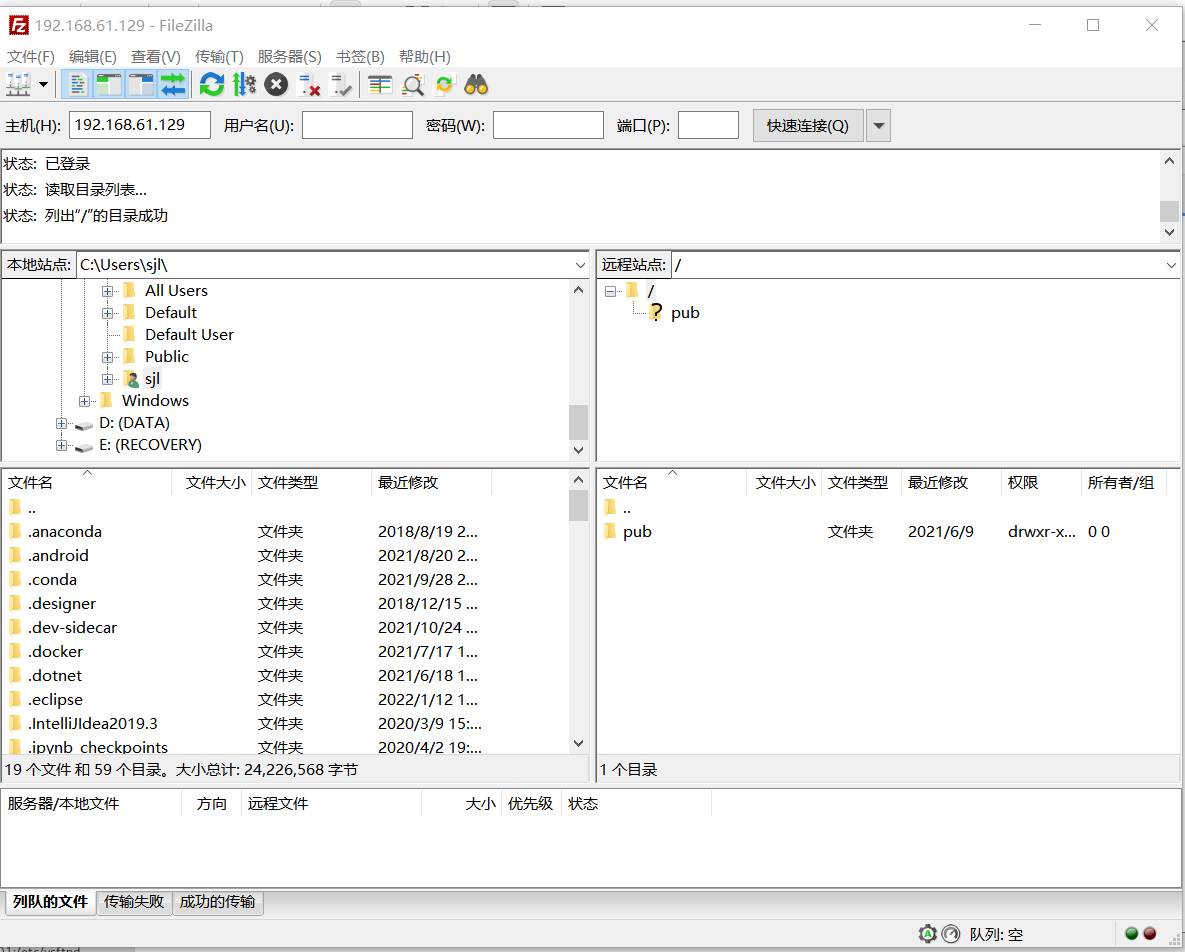 192.168.61.129 - FileZilla
文件(F) 编辑(E) 查看(V) 传输(T) 服务器(S) 书签(B) 帮助(H)
主机(H): 192.168.61.129 用户名(U): 密码(W): 端口(P): 快速连接(Q)
状态: 已登录
状态: 读取目录列表...
状态: 列出“/”的目录成功
本地站点: C:\Users\sjl\
All Users
Default
Default User
Public
sjl
Windows
D: (DATA)
E: (RECOVERY)
远程站点: /
/
? pub
文件名 文件大小 文件类型 最近修改
..
.anaconda 文件夹 2018/8/19 2...
.android 文件夹 2021/8/20 2...
.conda 文件夹 2021/9/28 2...
.designer 文件夹 2018/12/15 ...
.dev-sidecar 文件夹 2021/10/24 ...
.docker 文件夹 2021/7/17 1...
.dotnet 文件夹 2021/6/18 1...
.eclipse 文件夹 2022/1/12 1...
.IntelliJIdea2019.3 文件夹 2020/3/9 15:...
.ipynb_checkpoints 文件夹 2020/4/2 19:...
19 个文件 和 59 个目录。大小总计: 24,226,568 字节
文件名 文件大小 文件类型 最近修改 权限 所有者/组
..
pub 文件夹 2021/6/9 drwxr-x... 0 0
1 个目录
服务器/本地文件 方向 远程文件 大小 优先级 状态
列队的文件 传输失败 成功的传输
队列: 空